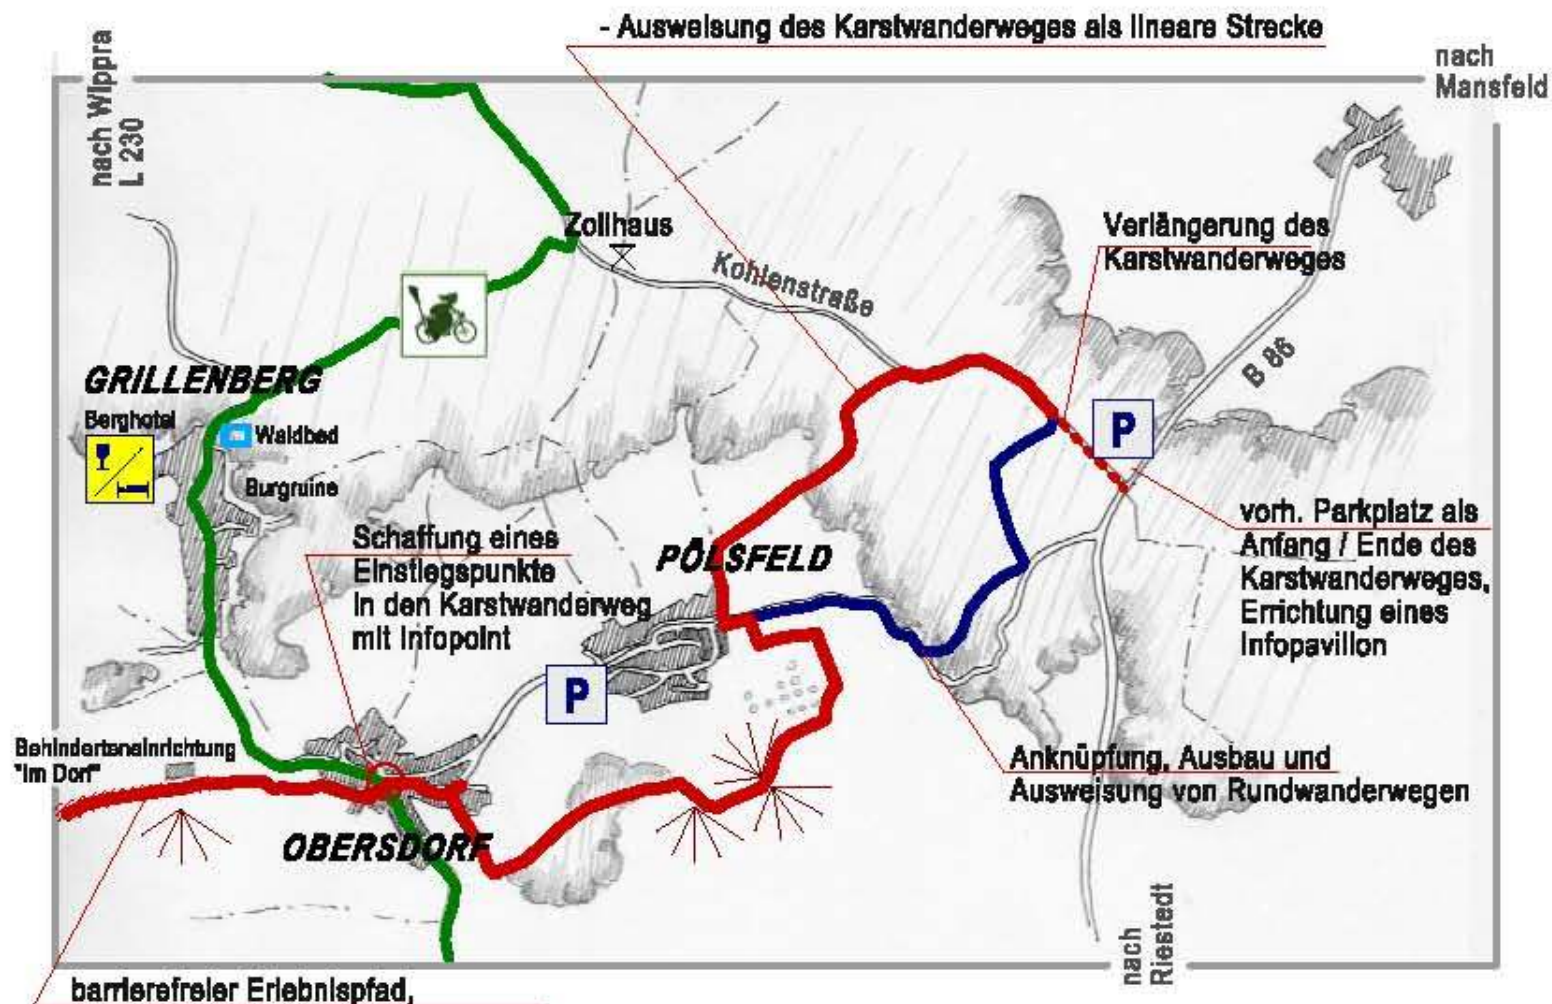 - Ausweisung des Karstwanderweges als lineare Strecke
nach
Mansfeld
nach Wippra
L 230
Zollhaus
Kohlenstraße
Verlängerung des
Karstwanderweges
B 86
GRILLENBERG
Berghotel
Waldbad
Burgruine
P
Schaffung eines
Einstiegspunkte
in den Karstwanderweg
mit Infopoint
PÖLSFELD
vorh. Parkplatz als
Anfang / Ende des
Karstwanderweges,
Errichtung eines
Infopavillon
P
Behinderteneinrichtung
"Im Dorf"
Anknüpfung, Ausbau und
Ausweisung von Rundwanderwegen
OBERSDORF
nach
Riestedt
barrierefreier Erlebnispfad,